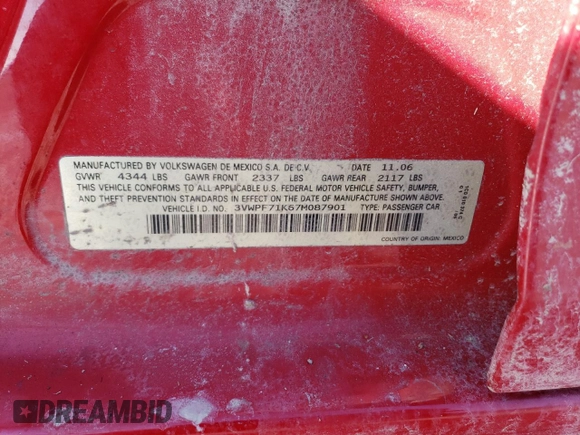 MANUFACTURED BY VOLKSWAGEN DE MEXICO S.A. DE C.V. DATE 11.06
GVWR 4344 LBS GAWR FRONT 2337 LBS GAWR REAR 2117 LBS
THIS VEHICLE CONFORMS TO ALL APPLICABLE U.S. FEDERAL MOTOR VEHICLE SAFETY, BUMPER,
AND THEFT PREVENTION STANDARDS IN EFFECT ON THE DATE OF MANUFACTURE SHOWN ABOVE.
VEHICLE I.D. NO. 3VWPF71K67M087901 TYPE: PASSENGER CAR
COUNTRY OF ORIGIN: MEXICO
DREAMBID